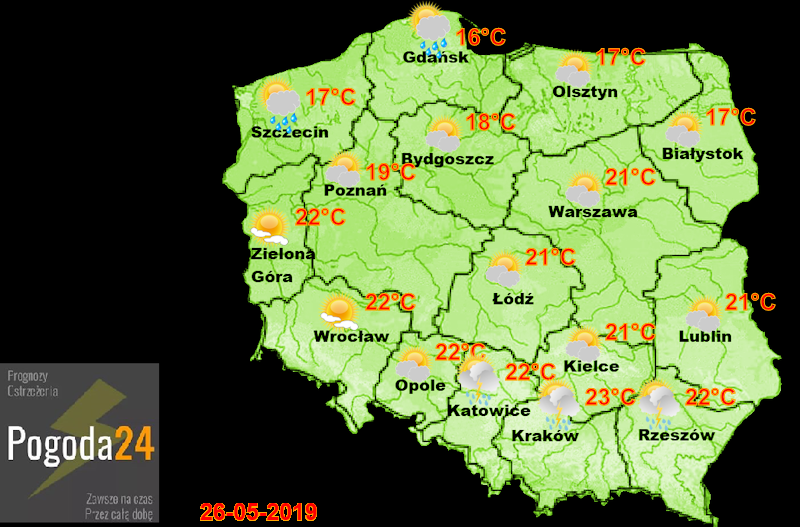 16°C
Gdańsk
17°C
Olsztyn
17°C
Szczecin
18°C
Bydgoszcz
17°C
Białystok
19°C
Poznań
21°C
Warszawa
22°C
Zielona
Góra
21°C
Łódź
22°C
Wrocław
21°C
Lublin
21°C
Kielce
22°C
Opole
22°C
Katowice
23°C
Kraków
22°C
Rzeszów
Prognozy
Ostrzeżenia
Pogoda24
Zawsze na czas
Przez całą dobę
26-05-2019